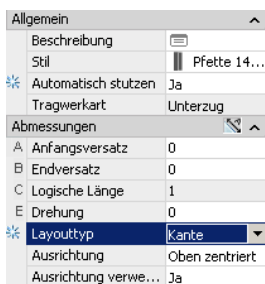 Allgemein
Beschreibung
Stil Pfette 14...
Automatisch stutzen Ja
Tragwerkart Unterzug
Abmessungen
A Anfangsversatz 0
B Endversatz 0
C Logische Länge 1
E Drehung 0
Layouttyp Kante
Ausrichtung Oben zentriert
Ausrichtung verwe... Ja